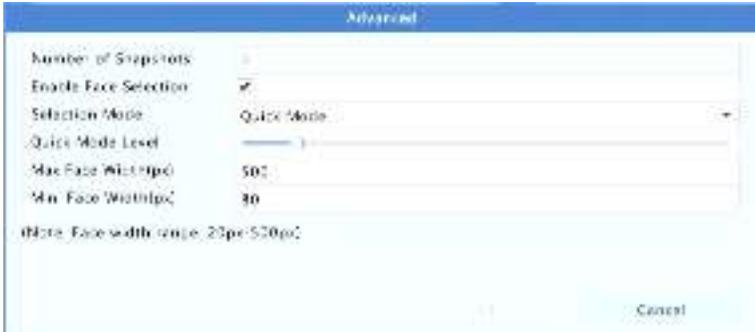 Advanced
Number of Snapshots
Enable Face Selection
Selection Mode Quick Mode
Quick Mode Level
Max Face Width(px) 500
Min Face Width(px) 80
(Note: Face width range: 20px-500px)
Cancel